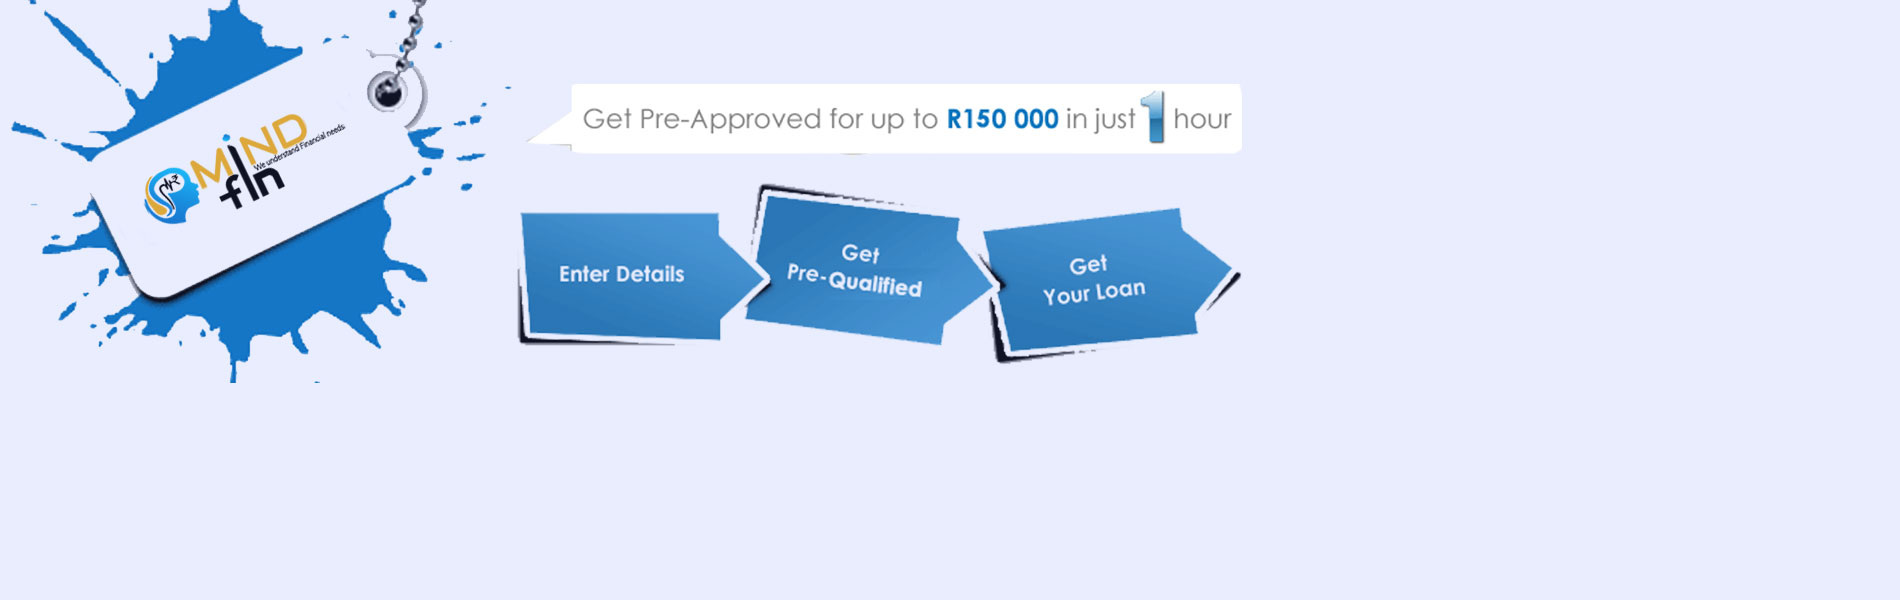 MIND
fIn
We understand Financial needs
Get Pre-Approved for up to R150 000 in just 1 hour
Enter Details
Get
Pre-Qualified
Get
Your Loan